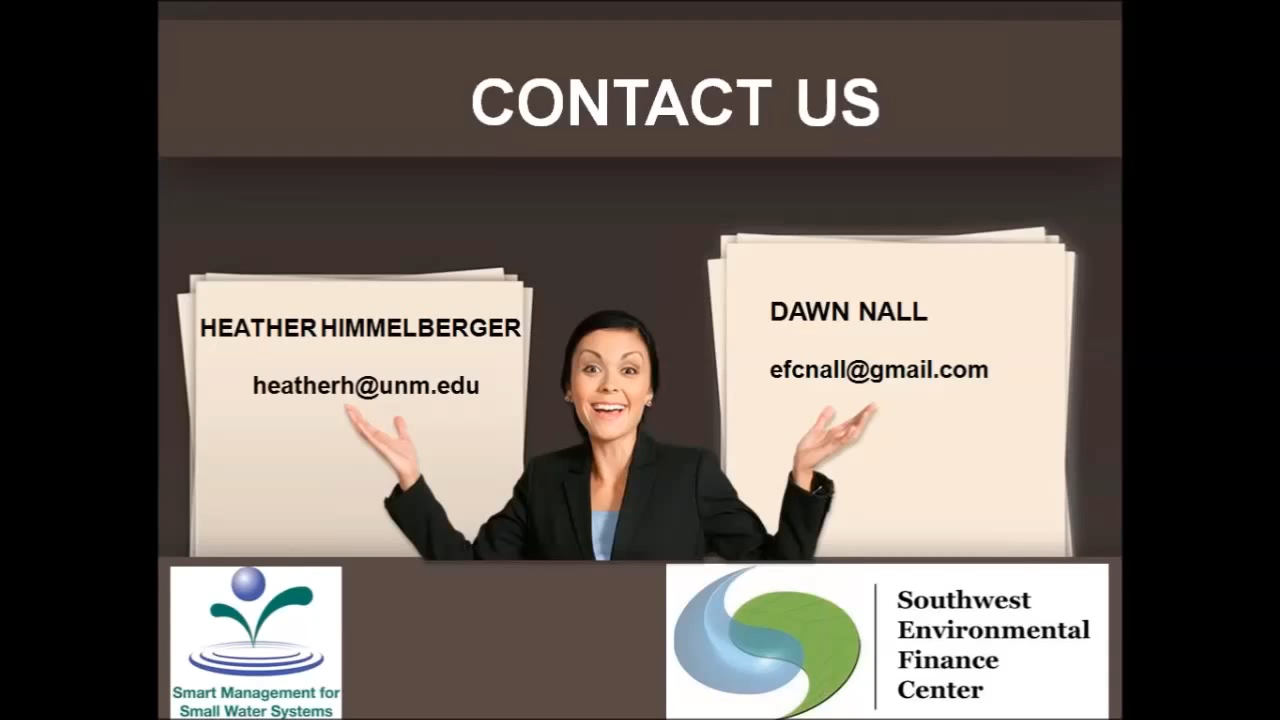 CONTACT US
HEATHER HIMMELBERGER
heatherh@unm.edu
DAWN NALL
efcnall@gmail.com
Smart Management for
Small Water Systems
Southwest
Environmental
Finance
Center